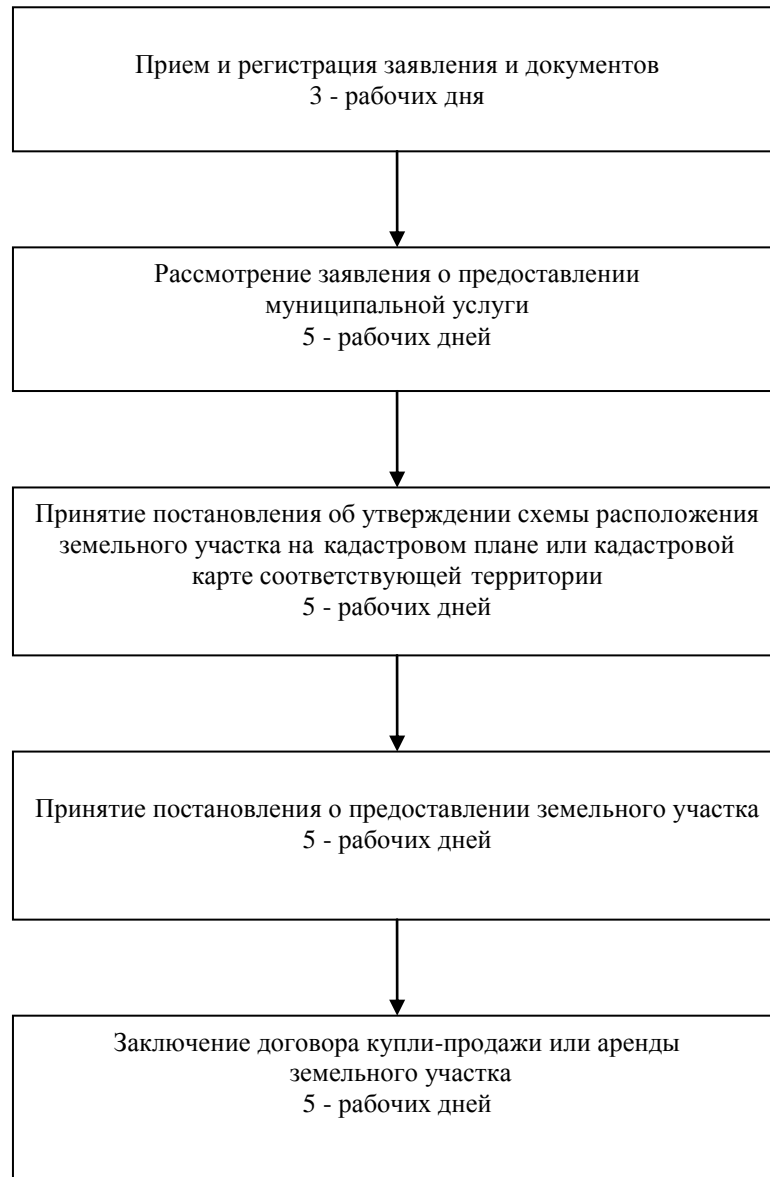 Прием и регистрация заявления и документов
3 - рабочих дня
Рассмотрение заявления о предоставлении
муниципальной услуги
5 - рабочих дней
Принятие постановления об утверждении схемы расположения
земельного участка на кадастровом плане или кадастровой
карте соответствующей территории
5 - рабочих дней
Принятие постановления о предоставлении земельного участка
5 - рабочих дней
Заключение договора купли-продажи или аренды
земельного участка
5 - рабочих дней